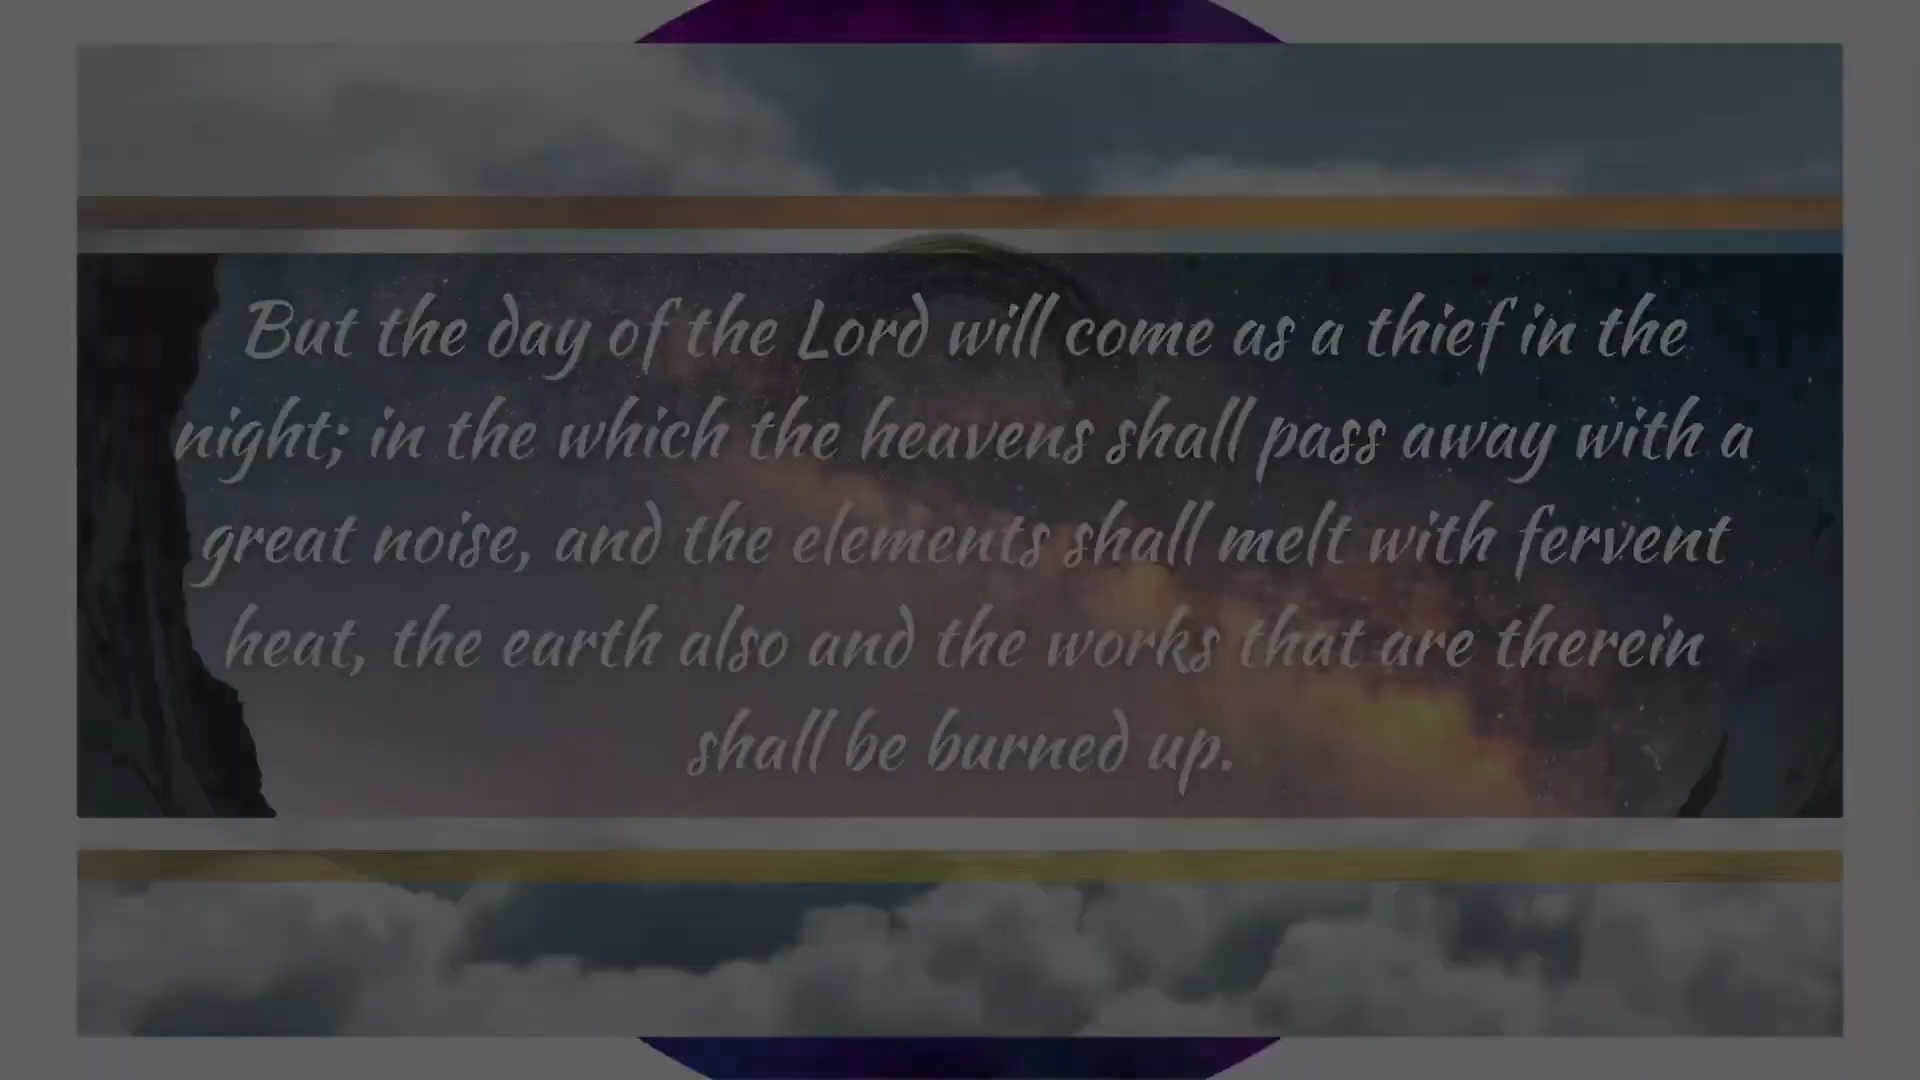 But the day of the Lord will come as a thief in the
night; in the which the heavens shall pass away with a
great noise, and the elements shall melt with fervent
heat, the earth also and the works that are therein
shall be burned up.